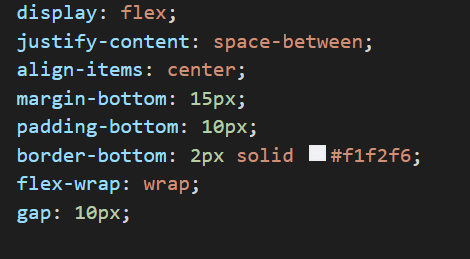 display: flex;
justify-content: space-between;
align-items: center;
margin-bottom: 15px;
padding-bottom: 10px;
border-bottom: 2px solid #f1f2f6;
flex-wrap: wrap;
gap: 10px;